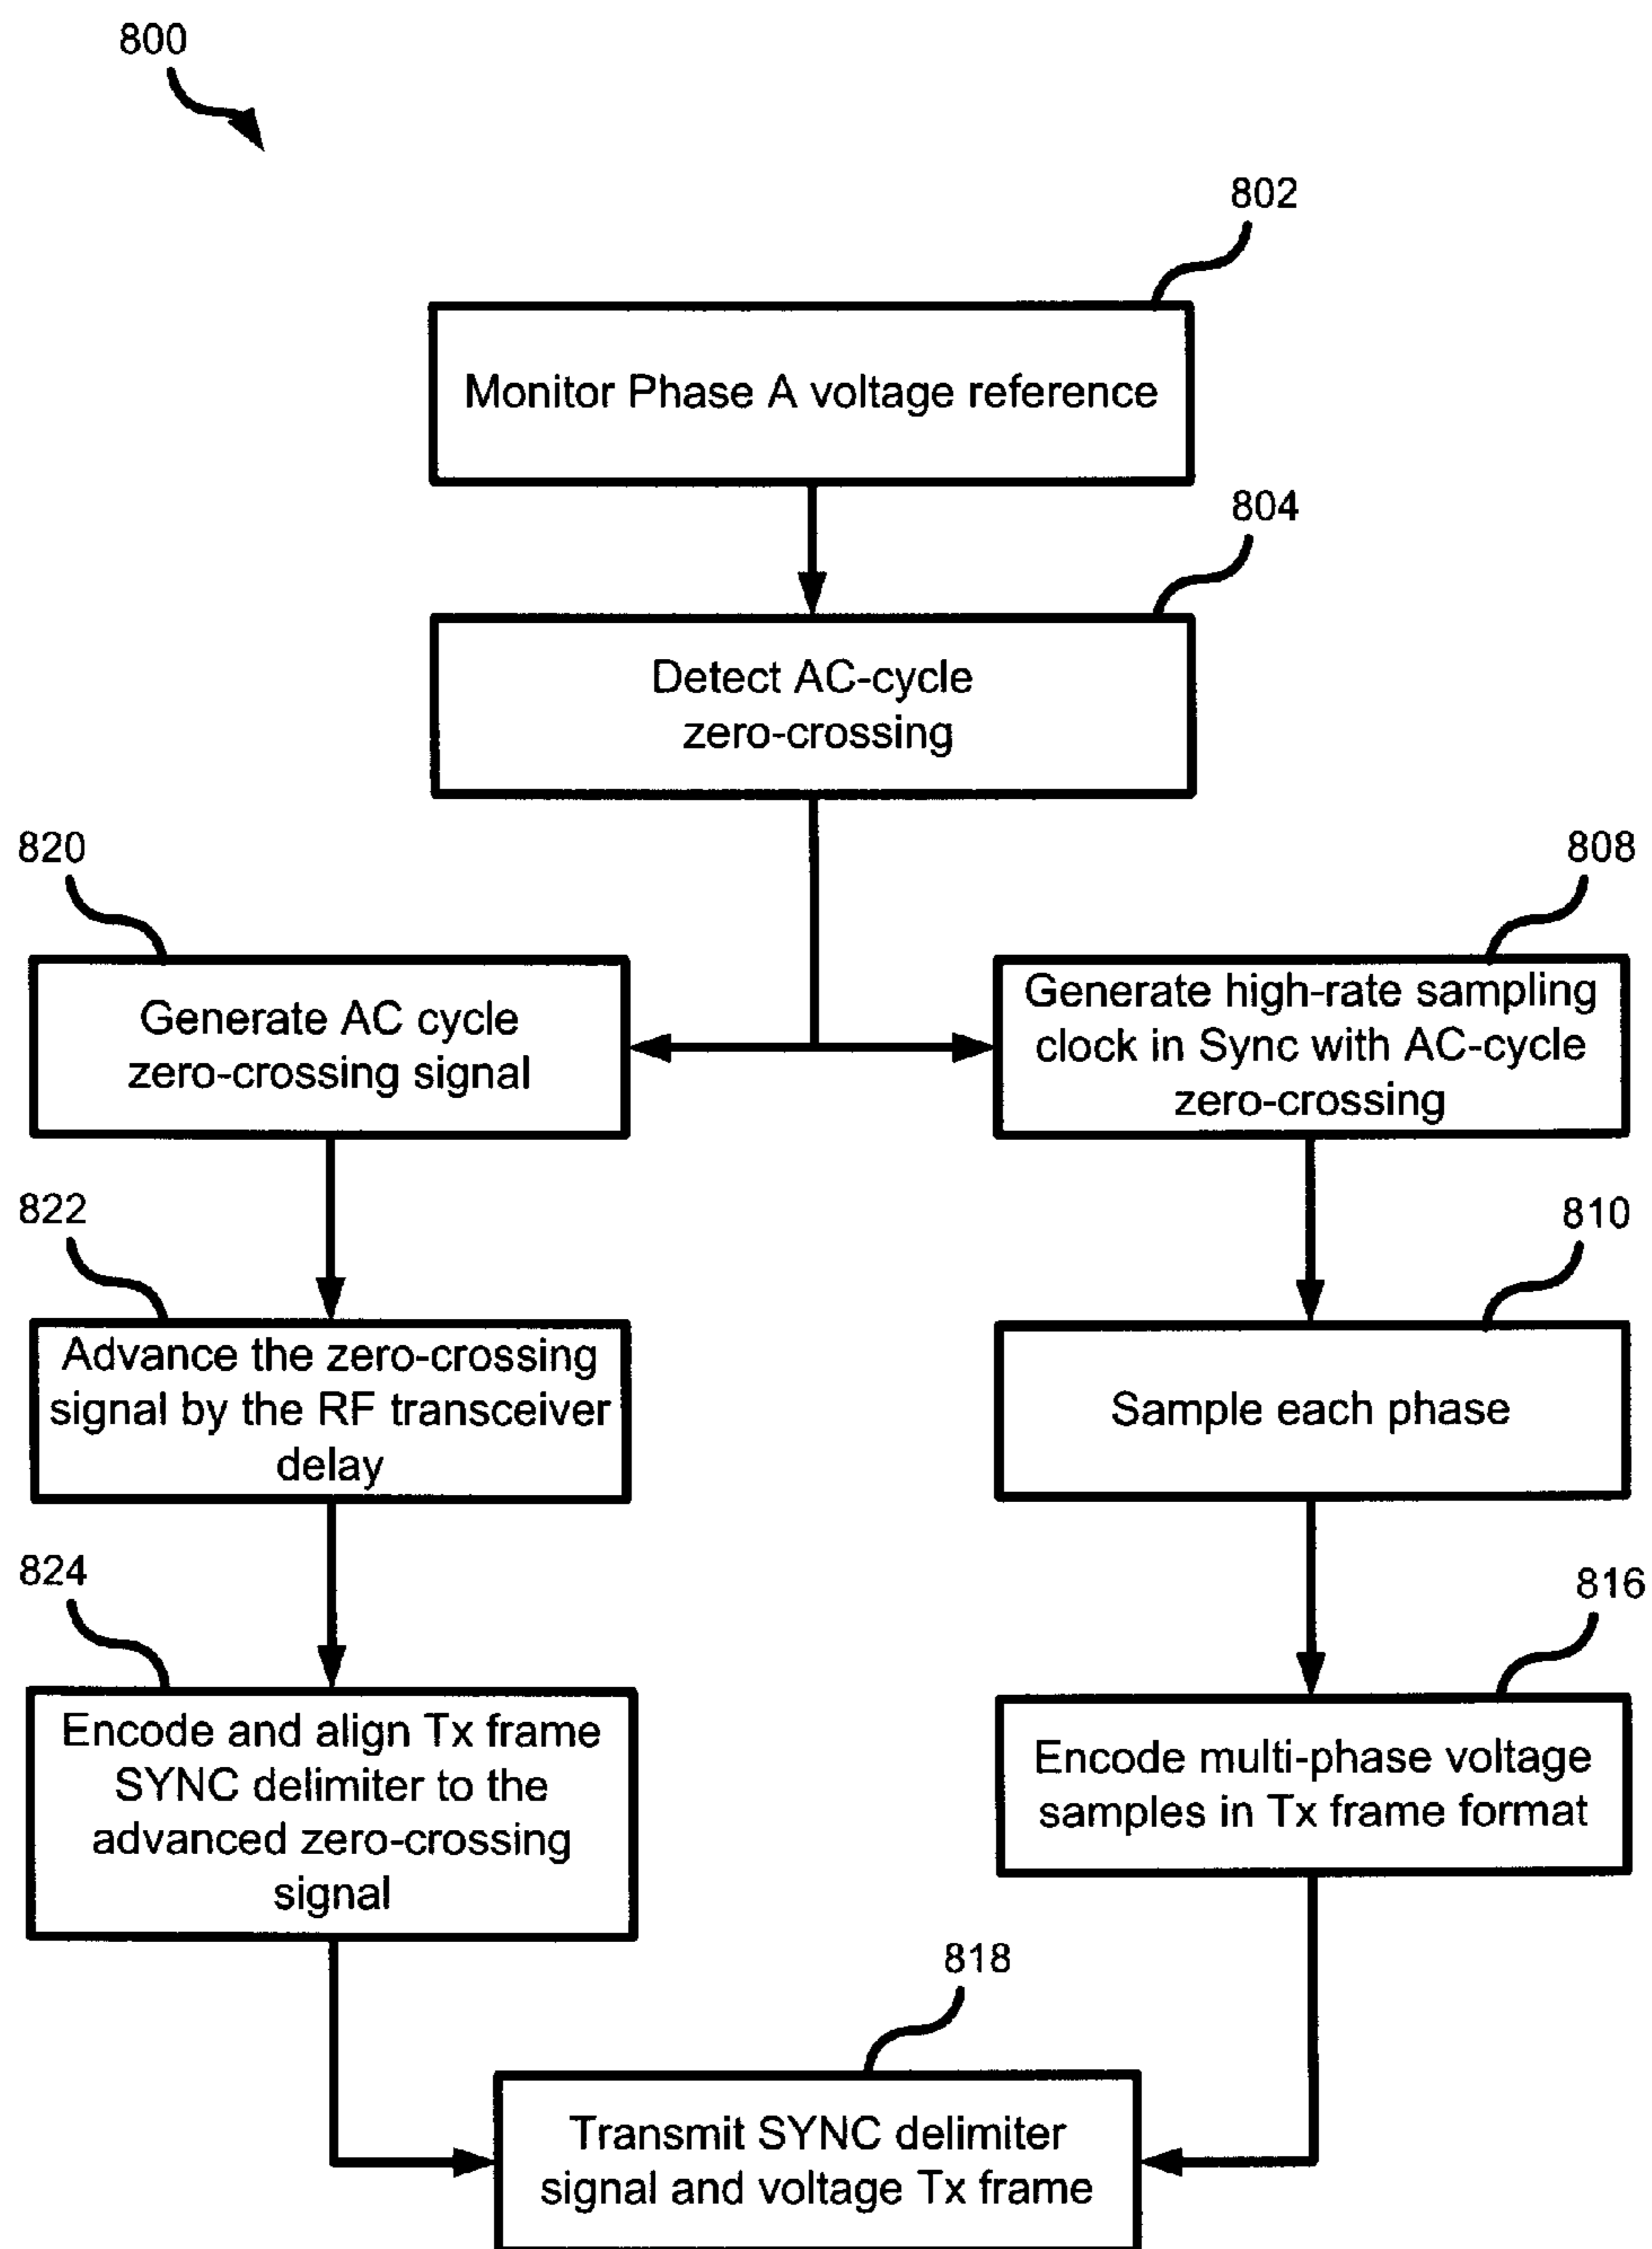 800
802
Monitor Phase A voltage reference
804
Detect AC-cycle
zero-crossing
820
Generate AC cycle
zero-crossing signal
808
Generate high-rate sampling
clock in Sync with AC-cycle
zero-crossing
822
Advance the zero-crossing
signal by the RF transceiver
delay
810
Sample each phase
824
Encode and align Tx frame
SYNC delimiter to the
advanced zero-crossing
signal
816
Encode multi-phase voltage
samples in Tx frame format
818
Transmit SYNC delimiter
signal and voltage Tx frame